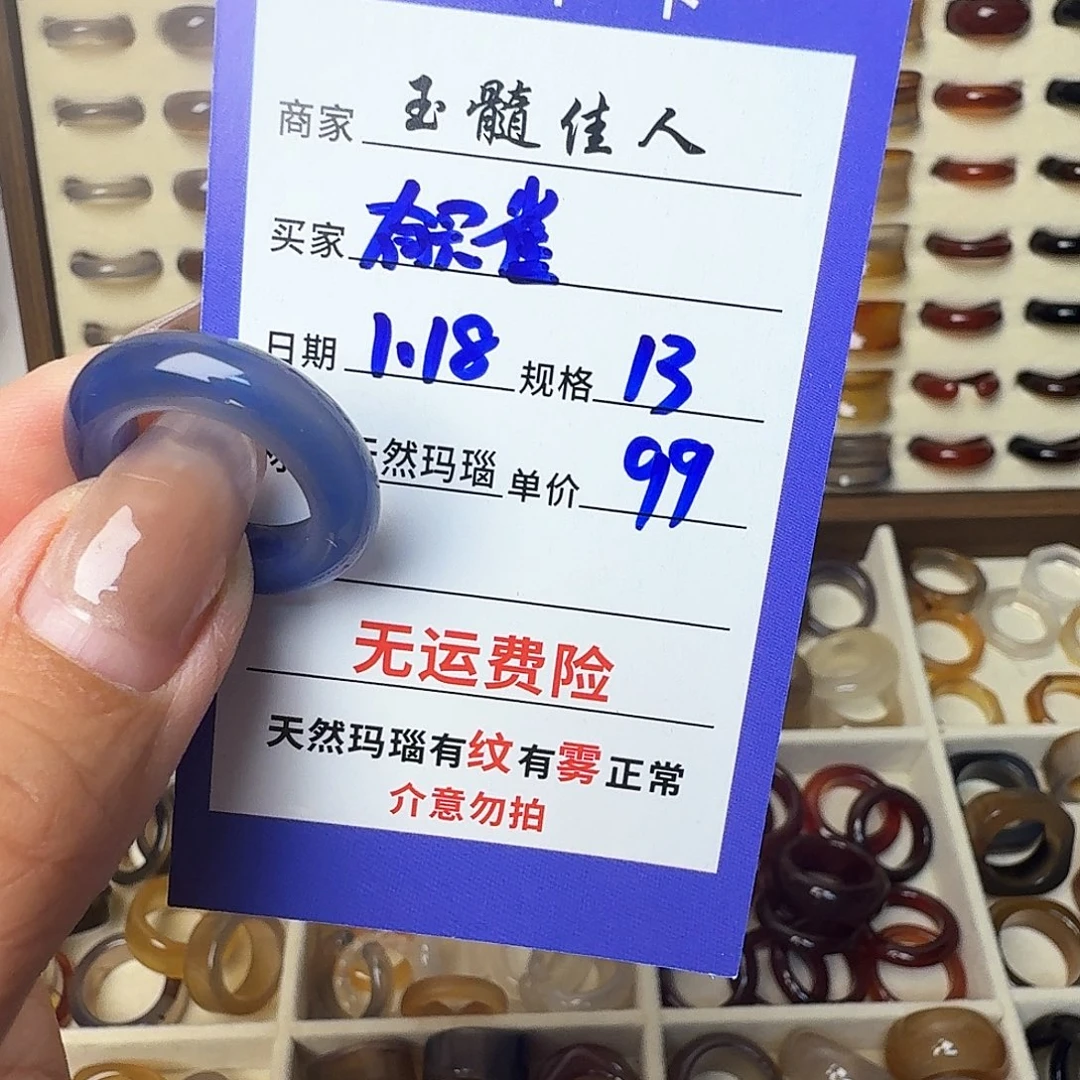 商家 玉髓佳人
买家
日期 1.18 规格 13
天然玛瑙 单价 99
无运费险
天然玛瑙有纹有雾正常
介意勿拍